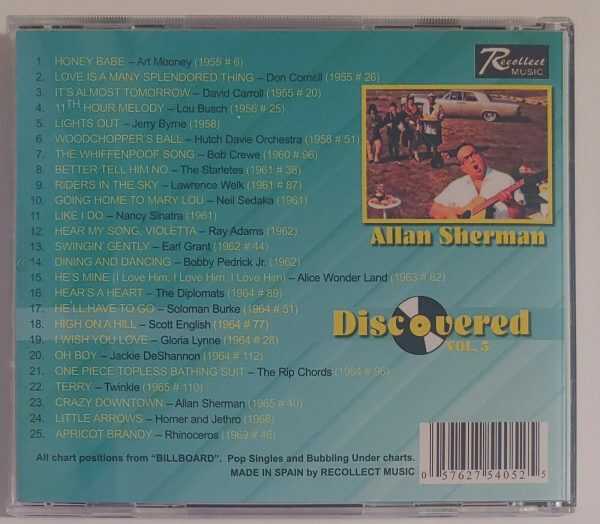 1. HONEY BABE – Art Mooney (1955 # 6)
2. LOVE IS A MANY SPLENDORED THING – Don Cornell (1955 # 26)
3. IT'S ALMOST TOMORROW – David Carroll (1955 # 20)
4. 11TH HOUR MELODY – Lou Busch (1956 # 25)
5. LIGHTS OUT – Jerry Byrne (1958)
6. WOODCHOPPER'S BALL – Hutch Davie Orchestra (1958 # 51)
7. THE WHIFFENPOOF SONG – Bob Crewe (1960 # 96)
8. BETTER TELL HIM NO – The Starletes (1961 # 38)
9. RIDERS IN THE SKY – Lawrence Welk (1961 # 87)
10. GOING HOME TO MARY LOU – Neil Sedaka (1961)
11. LIKE I DO – Nancy Sinatra (1961)
12. HEAR MY SONG, VIOLETTA – Ray Adams (1962)
13. SWINGIN' GENTLY – Earl Grant (1962 # 44)
14. DINING AND DANCING – Bobby Pedrick Jr. (1962)
15. HE'S MINE (I Love Him, I Love Him, I Love Him) – Alice Wonder Land (1963 # 62)
16. HEAR'S A HEART – The Diplomats (1964 # 89)
17. HE'LL HAVE TO GO – Soloman Burke (1964 # 51)
18. HIGH ON A HILL – Scott English (1964 # 77)
19. I WISH YOU LOVE – Gloria Lynne (1964 # 28)
20. OH BOY – Jackie DeShannon (1964 # 112)
21. ONE PIECE TOPLESS BATHING SUIT – The Rip Chords (1964 # 96)
22. TERRY – Twinkle (1965 # 110)
23. CRAZY DOWNTOWN – Allan Sherman (1965 # 40)
24. LITTLE ARROWS – Homer and Jethro (1968)
25. APRICOT BRANDY – Rhinoceros (1969 # 46)
Recollect
MUSIC
Allan Sherman
Discovered
VOL. 5
All chart positions from "BILLBOARD". Pop Singles and Bubbling Under charts.
MADE IN SPAIN by RECOLLECT MUSIC
0 57627 54052 5